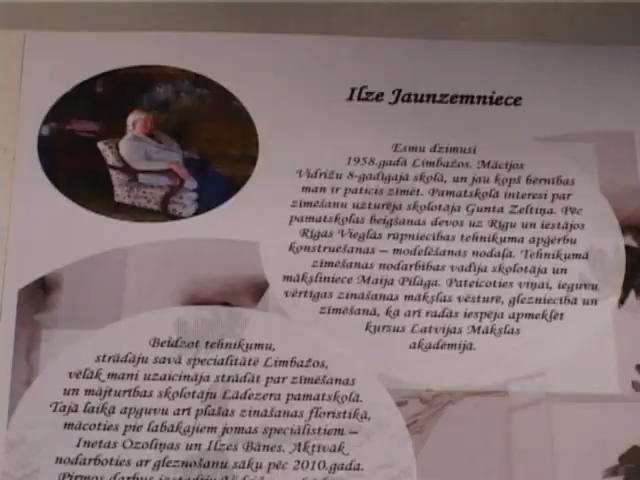 Ilze Jaunzemniece
Esmu dzimusi
1958.gadā Limbažos. Mācījos
Vidrižu 8-gadīgajā skolā, un jau kopš bērnības
man ir paticis zīmēt. Pamatskolā interesi par
zīmēšanu uzturēja skolotāja Gunta Zeltiņa. Pēc
pamatskolas beigšanas devos uz Rīgu un iestājos
Rīgas Vieglās rūpniecības tehnikuma apģērbu
konstruēšanas – modelēšanas nodaļā. Tehnikumā
zīmēšanas nodarbības vadīja skolotāja un
māksliniece Maija Pilāga. Pateicoties viņai, ieguvu
vērtīgas zināšanas mākslas vēsturē, glezniecībā un
zīmēšanā, kā arī radās iespēja apmeklēt
kursus Latvijas Mākslas
akadēmijā.
Beidzot tehnikumu,
strādāju savā specialitātē Limbažos,
vēlāk mani uzaicināja strādāt par zīmēšanas
un mājturības skolotāju Lādezera pamatskolā.
Tajā laikā apguvu arī plašas zināšanas floristikā,
mācoties pie labākajiem jomas speciālistiem –
Inetas Ozoliņas un Ilzes Bānes. Aktīvāk
nodarboties ar gleznošanu sāku pēc 2010.gada.
Pirmos darbus